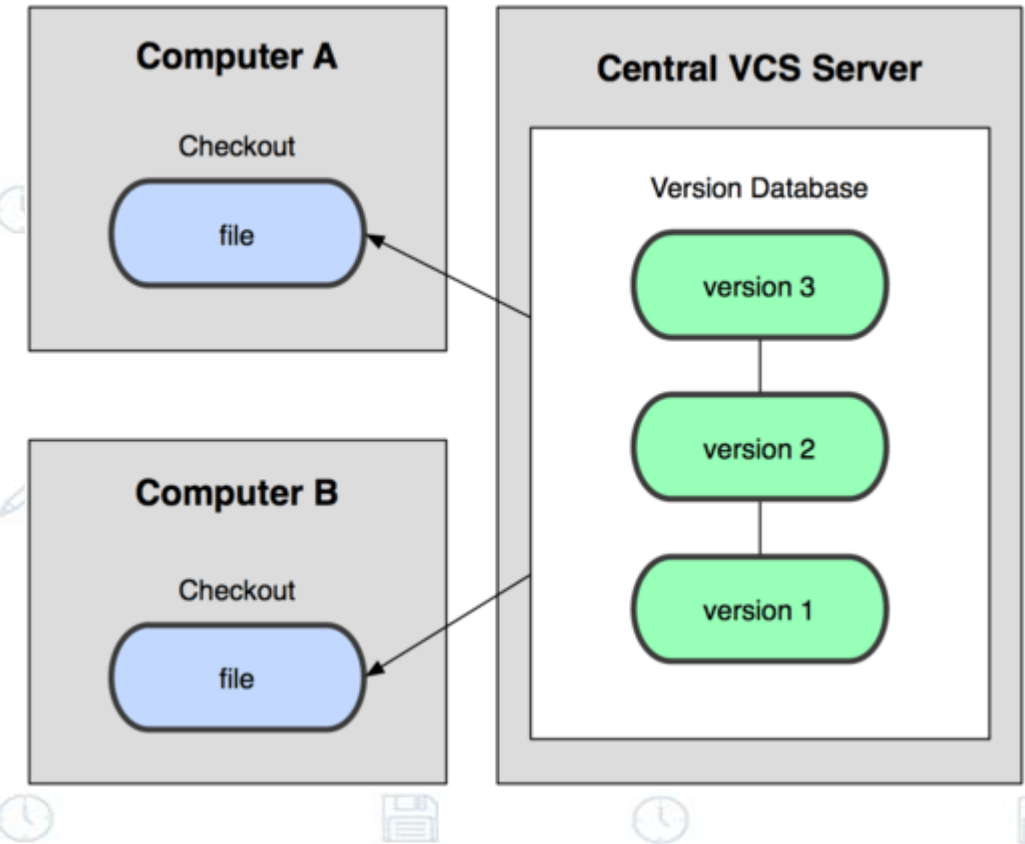 Computer A
Checkout
file
Computer B
Checkout
file
Central VCS Server
Version Database
version 3
version 2
version 1